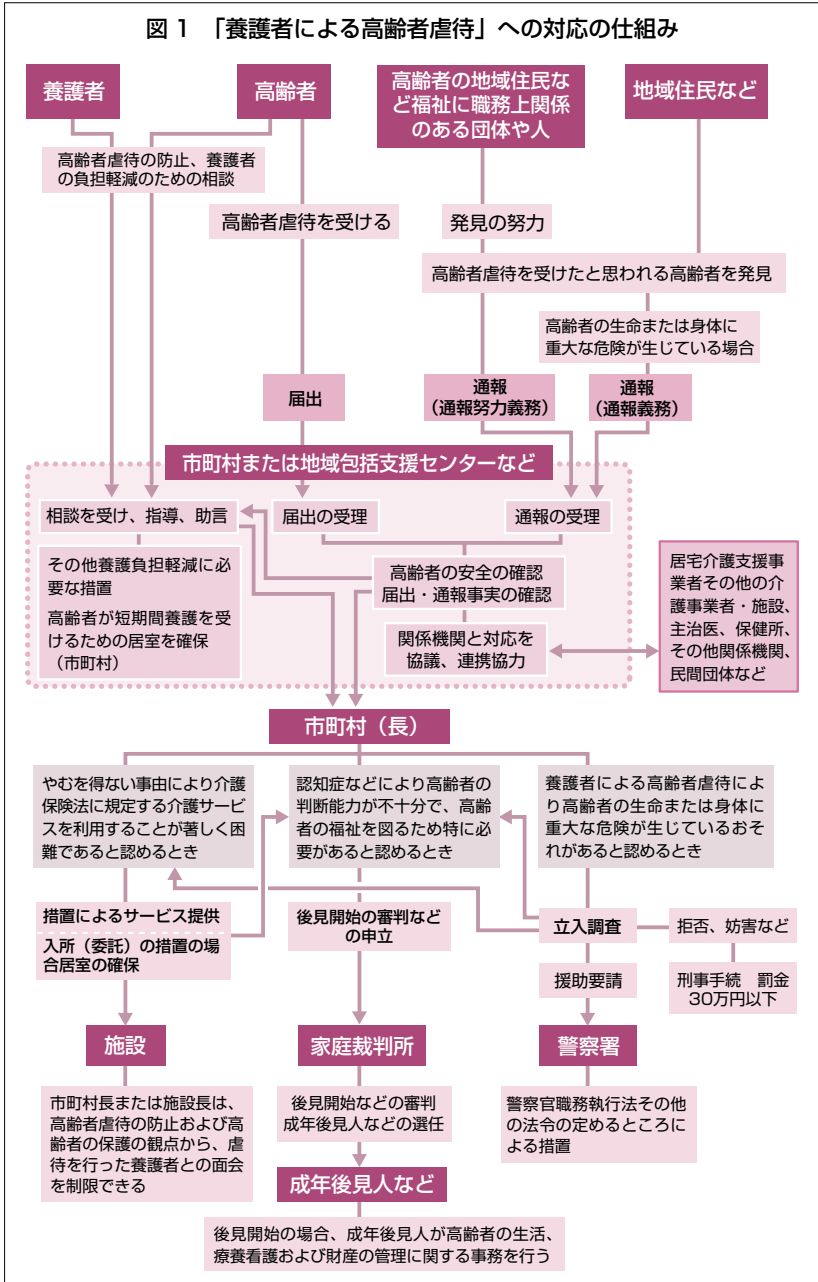 図 1 「養護者による高齢者虐待」への対応の仕組み
養護者
高齢者
高齢者の地域住民な
ど福祉に職務上関係
のある団体や人
地域住民など
高齢者虐待の防止、養護者
の負担軽減のための相談
高齢者虐待を受ける
発見の努力
高齢者虐待を受けたと思われる高齢者を発見
高齢者の生命または身体に
重大な危険が生じている場合
届出
通報
（通報努力義務）
通報
（通報義務）
市町村または地域包括支援センターなど
相談を受け、指導、助言
届出の受理
通報の受理
その他養護負担軽減に必
要な措置
高齢者が短期間養護を受
けるための居室を確保
（市町村）
高齢者の安全の確認
届出・通報事実の確認
関係機関と対応を
協議、連携協力
居宅介護支援事
業者その他の介
護事業者・施設、
主治医、保健所、
その他関係機関、
民間団体など
市町村（長）
やむを得ない事由により介護
保険法に規定する介護サービ
スを利用することが著しく困
難であると認めるとき
認知症などにより高齢者の
判断能力が不十分で、高齢
者の福祉を図るため特に必
要があると認めるとき
養護者による高齢者虐待によ
り高齢者の生命または身体に
重大な危険が生じているおそ
れがあると認めるとき
措置によるサービス提供
入所（委託）の措置の場
合居室の確保
後見開始の審判など
の申立
立入調査
拒否、妨害など
援助要請
刑事手続 罰金
30万円以下
施設
家庭裁判所
警察署
市町村長または施設長は、
高齢者虐待の防止および高
齢者の保護の観点から、虐
待を行った養護者との面会
を制限できる
後見開始などの審判
成年後見人などの選任
警察官職務執行法その他
の法令の定めるところに
よる措置
成年後見人など
後見開始の場合、成年後見人が高齢者の生活、
療養看護および財産の管理に関する事務を行う